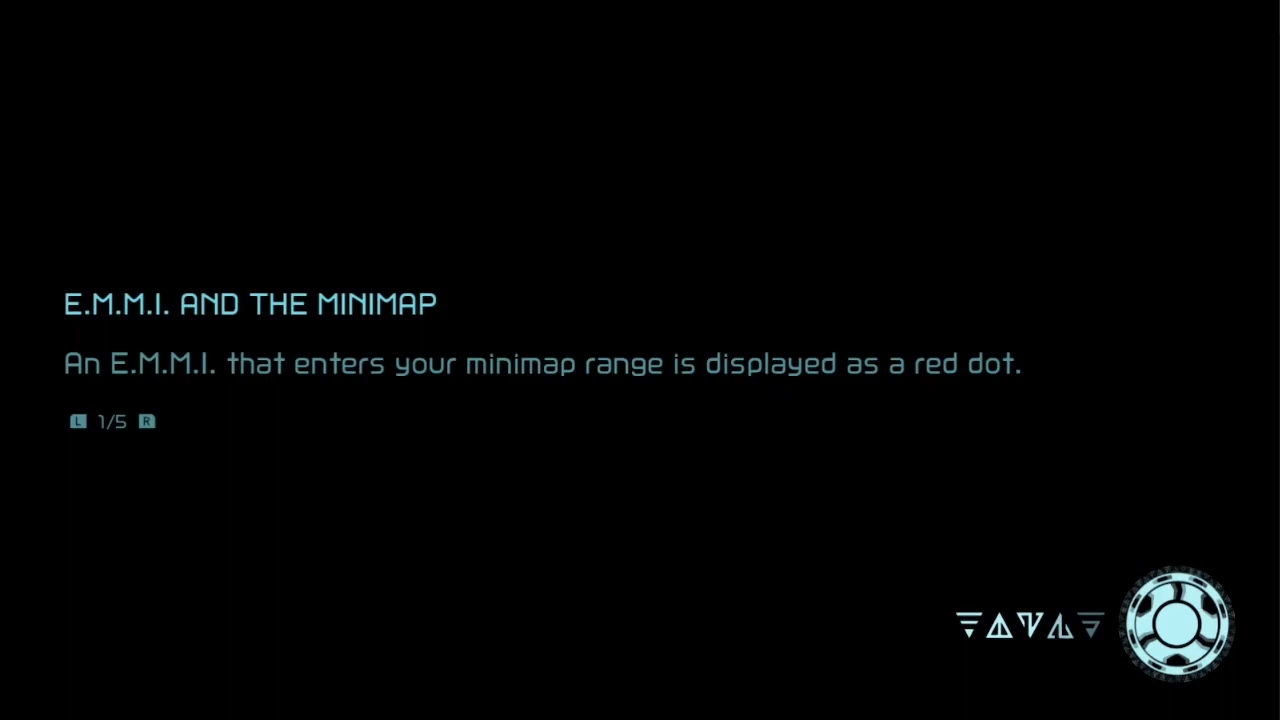 E.M.M.I. AND THE MINIMAP
An E.M.M.I. that enters your minimap range is displayed as a red dot.
L 1/5 R